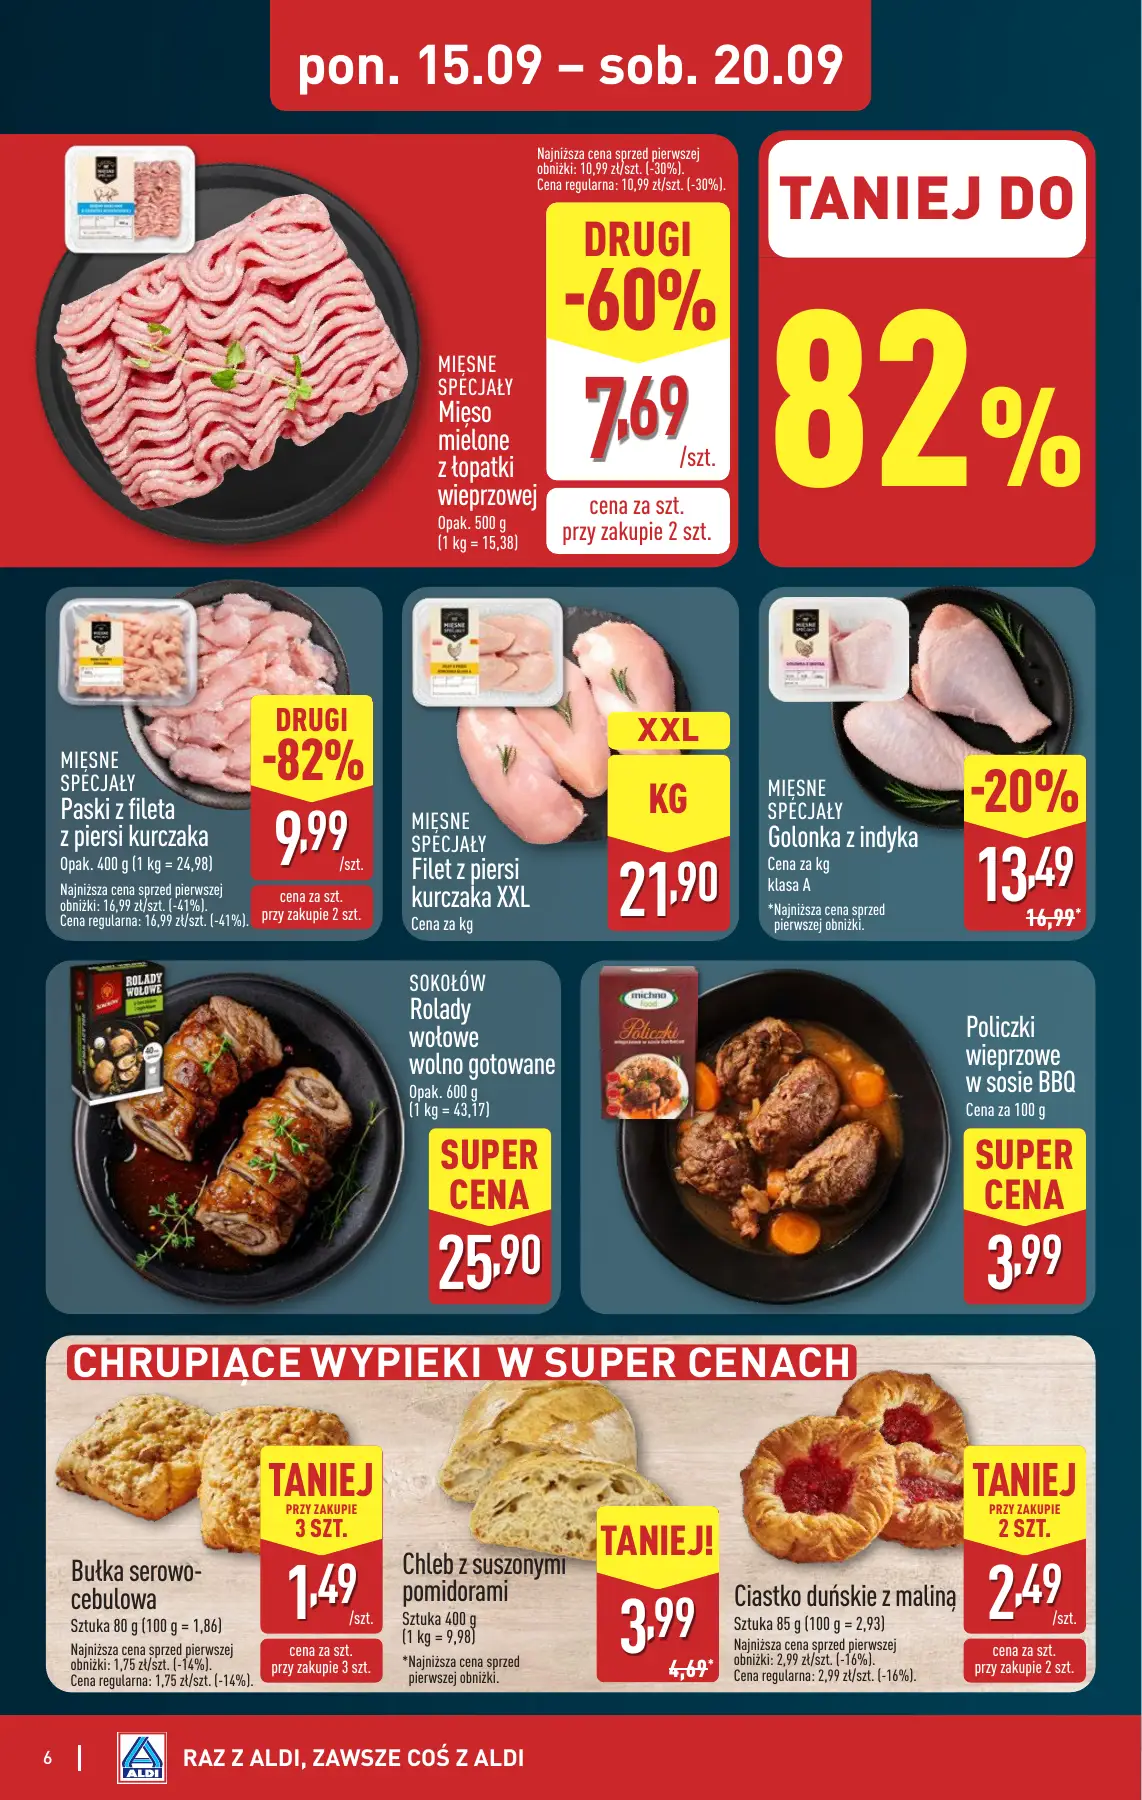 pon. 15.09 – sob. 20.09
Najniższa cena sprzed pierwszej
obniżki: 10,99 zł/szt. (-30%).
Cena regularna: 10,99 zł/szt. (-30%).
DRUGI
-60%
7,69
/szt.
cena za szt.
przy zakupie 2 szt.
MIĘSNE
SPECJAŁY
Mięso
mielone
z łopatki
wieprzowej
Opak. 500 g
(1 kg = 15,38)
TANIEJ DO
82%
MIĘSNE
SPECJAŁY
Paski z fileta
z piersi kurczaka
Opak. 400 g (1 kg = 24,98)
Najniższa cena sprzed pierwszej
obniżki: 16,99 zł/szt. (-41%).
Cena regularna: 16,99 zł/szt. (-41%).
DRUGI
-82%
9,99
/szt.
cena za szt.
przy zakupie 2 szt.
MIĘSNE
SPECJAŁY
Filet z piersi
kurczaka XXL
Cena za kg
XXL
KG
21,90
MIĘSNE
SPECJAŁY
Golonka z indyka
Cena za kg
klasa A
*Najniższa cena sprzed
pierwszej obniżki.
-20%
13,49
16,99*
SOKOŁÓW
ROLADY
WOŁOWE
SOKOŁÓW
Rolady
wołowe
wolno gotowane
Opak. 600 g
(1 kg = 43,17)
SUPER
CENA
25,90
michno
food
Policzki
Policzki
wieprzowe
w sosie BBQ
Cena za 100 g
SUPER
CENA
3,99
CHRUPIĄCE WYPIEKI W SUPER CENACH
Bułka serowo-
cebulowa
Sztuka 80 g (100 g = 1,86)
Najniższa cena sprzed pierwszej
obniżki: 1,75 zł/szt. (-14%).
Cena regularna: 1,75 zł/szt. (-14%).
TANIEJ
PRZY ZAKUPIE
3 SZT.
1,49
/szt.
cena za szt.
przy zakupie 3 szt.
Chleb z suszonymi
pomidorami
Sztuka 400 g
(1 kg = 9,98)
*Najniższa cena sprzed
pierwszej obniżki.
TANIEJ!
3,99
4,69*
Ciastko duńskie z maliną
Sztuka 85 g (100 g = 2,93)
Najniższa cena sprzed pierwszej
obniżki: 2,99 zł/szt. (-16%).
Cena regularna: 2,99 zł/szt. (-16%).
TANIEJ
PRZY ZAKUPIE
2 SZT.
2,49
/szt.
cena za szt.
przy zakupie 2 szt.
6
ALDI
RAZ Z ALDI, ZAWSZE COŚ Z ALDI